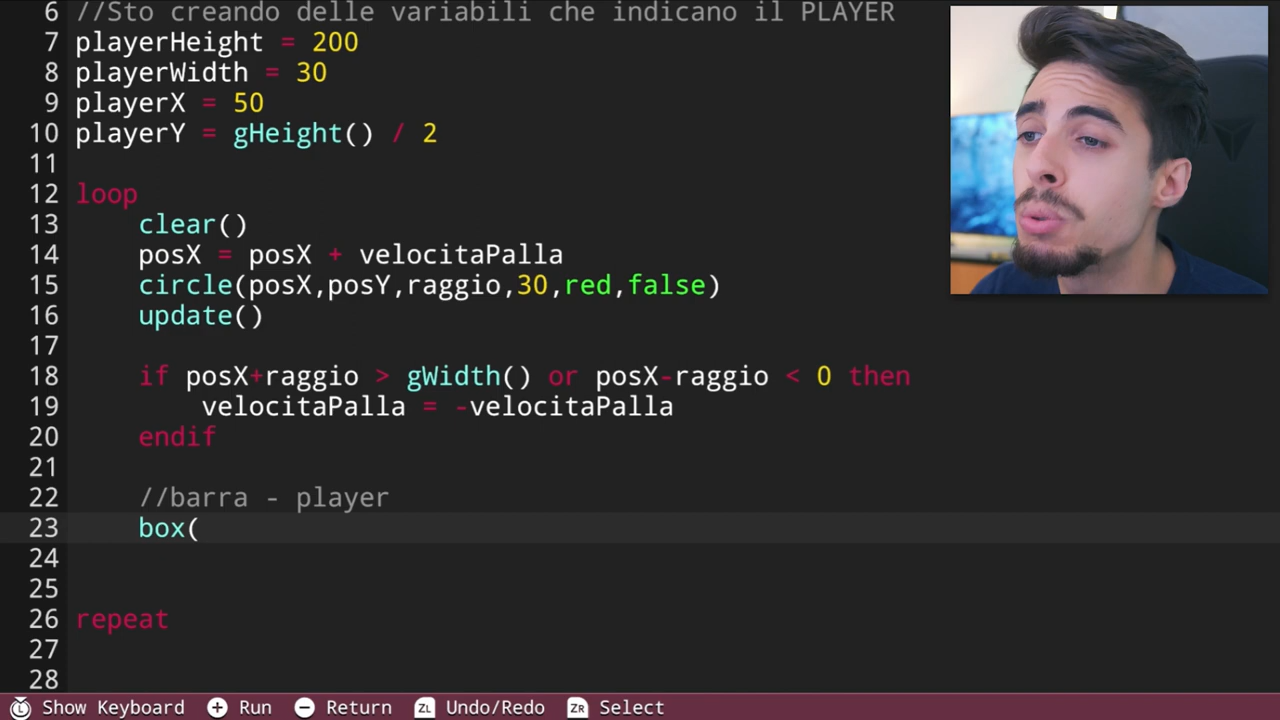 6 //Sto creando delle variabili che indicano il PLAYER
7 playerHeight = 200
8 playerWidth = 30
9 playerX = 50
10 playerY = gHeight() / 2
11
12 loop
13 clear()
14 posX = posX + velocitaPalla
15 circle(posX,posY,raggio,30,red,false)
16 update()
17
18 if posX+raggio > gWidth() or posX-raggio < 0 then
19 velocitaPalla = -velocitaPalla
20 endif
21
22 //barra - player
23 box(
24
25
26 repeat
27
28
Show Keyboard + Run - Return ZL Undo/Redo ZR Select